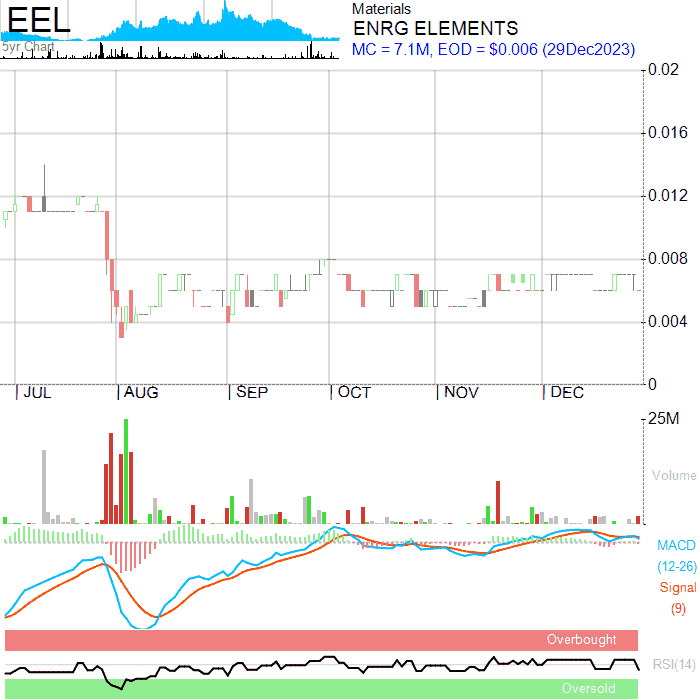 EEL
5yr Chart
Materials
ENRG ELEMENTS
MC = 7.1M, EOD = $0.006 (29Dec2023)
0.02
0.016
0.012
0.008
0.004
0
JUL AUG SEP OCT NOV DEC
25M
Volume
MACD
(12-26)
Signal
(9)
Overbought
RSI(14)
Oversold